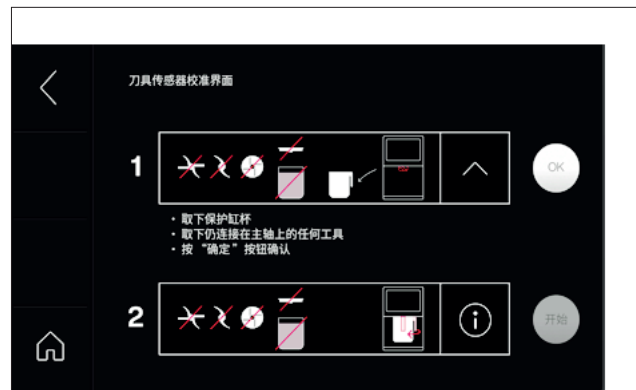 刀具传感器校准界面
1
OK
· 取下保护缸杯
· 取下仍连接在主轴上的任何工具
· 按“确定”按钮确认
2
开始